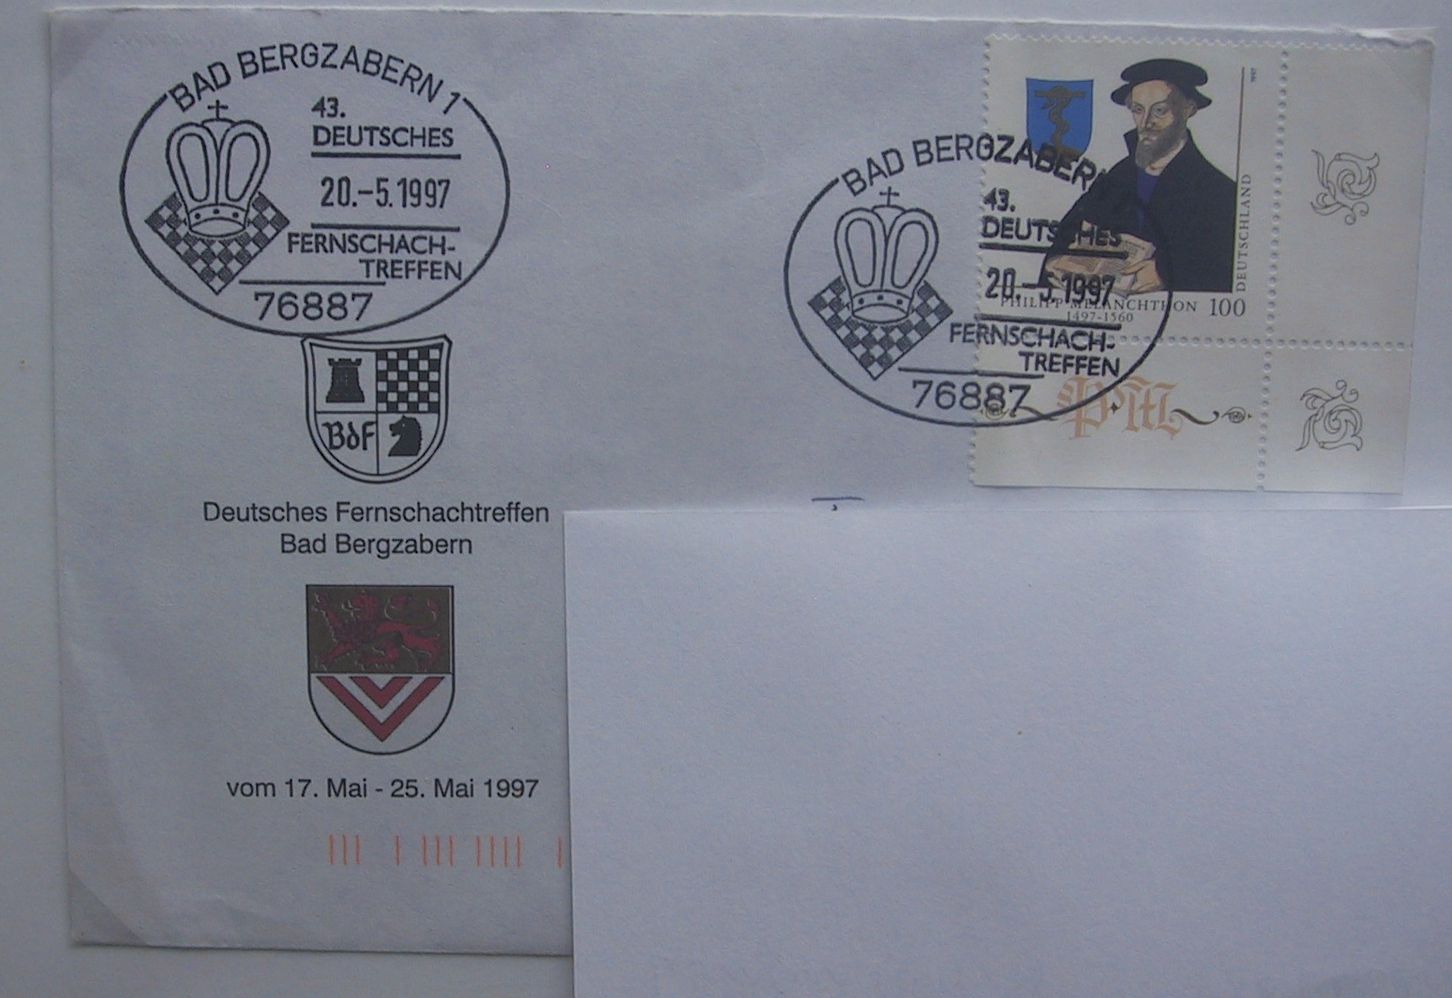 BAD BERGZABERN 1
43.
DEUTSCHES
20.-5.1997
FERNSCHACH-
TREFFEN
76887
BdF
Deutsches Fernschachtreffen
Bad Bergzabern
vom 17. Mai - 25. Mai 1997
BAD BERGZABERN
43.
DEUTSCHES
20.-5.1997
FERNSCHACH-
TREFFEN
76887
1997
DEUTSCHLAND
PHILIPP MELANCHTHON 100
1497-1560
PM